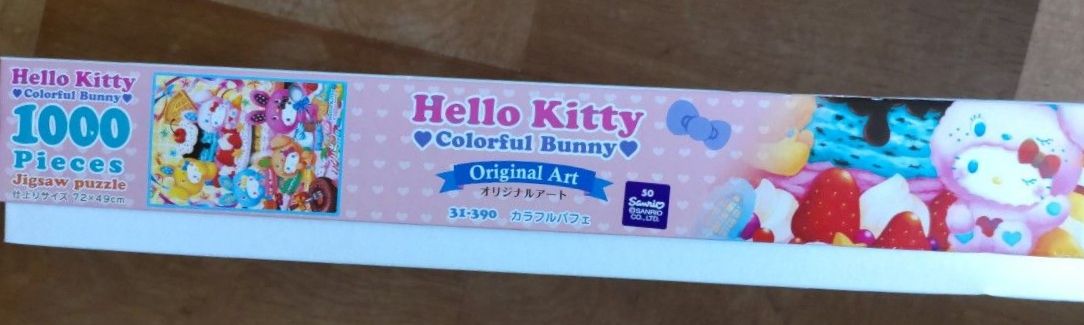 Hello Kitty
♥Colorful Bunny♥
1000
Pieces
Jigsaw puzzle
仕上りサイズ 72×49cm
Hello Kitty
♥Colorful Bunny♥
Original Art
オリジナルアート
31-390 カラフルパフェ
50
Sanrio
©SANRIO
CO., LTD.